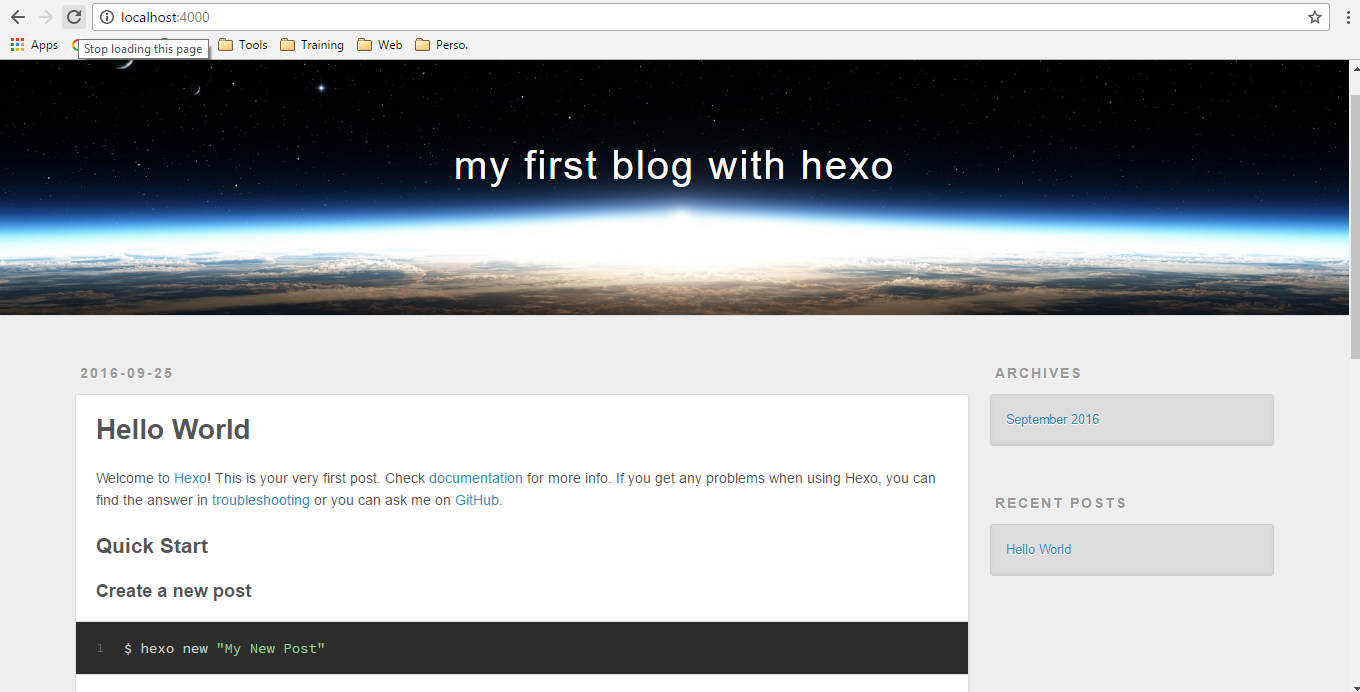 localhost:4000
Apps
Stop loading this page
Tools
Training
Web
Perso.
my first blog with hexo
2016-09-25
Hello World
Welcome to Hexo! This is your very first post. Check documentation for more info. If you get any problems when using Hexo, you can
find the answer in troubleshooting or you can ask me on GitHub.
Quick Start
Create a new post
1 $ hexo new "My New Post"
ARCHIVES
September 2016
RECENT POSTS
Hello World